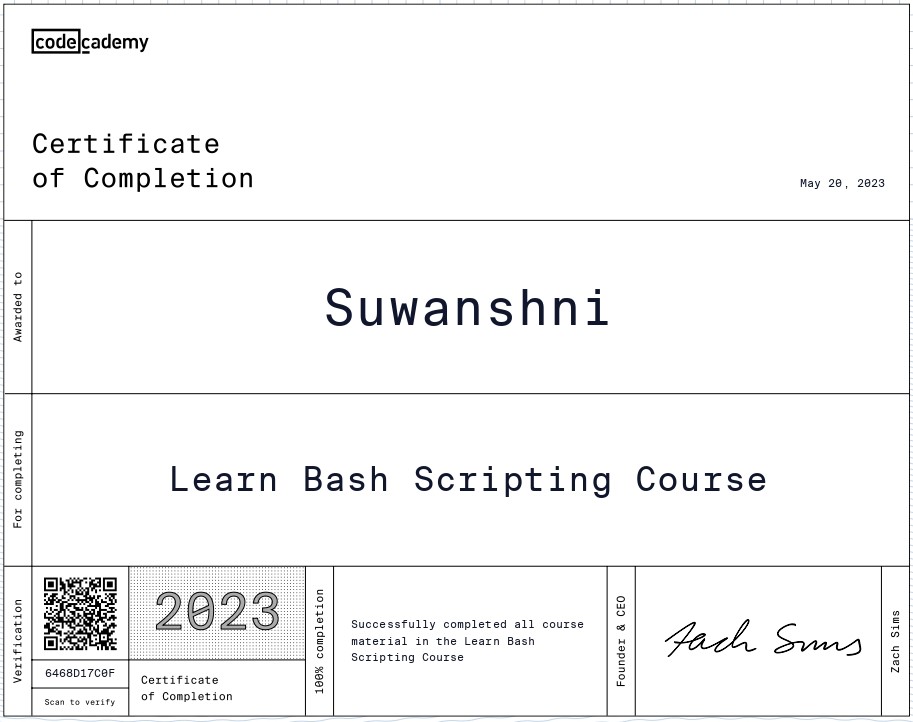 codecademy
Certificate
of Completion
May 20, 2023
Awarded to
Suwanshni
For completing
Learn Bash Scripting Course
Verification
6468D17C0F
Scan to verify
2023
Certificate
of Completion
100% completion
Successfully completed all course
material in the Learn Bash
Scripting Course
Founder & CEO
Zach Sims
Zach Sims